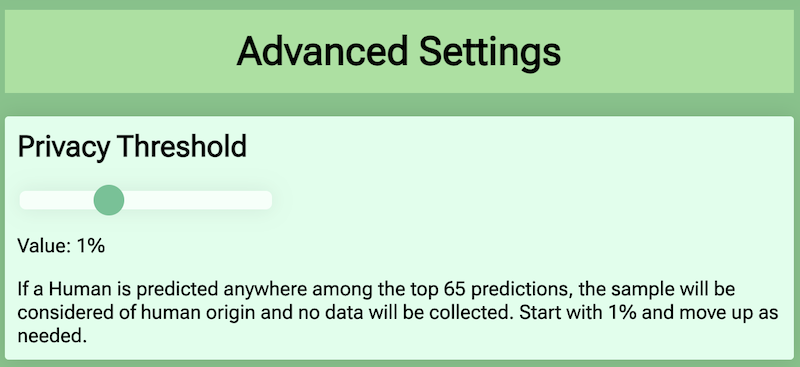 Advanced Settings
Privacy Threshold
Value: 1%
If a Human is predicted anywhere among the top 65 predictions, the sample will be
considered of human origin and no data will be collected. Start with 1% and move up as
needed.